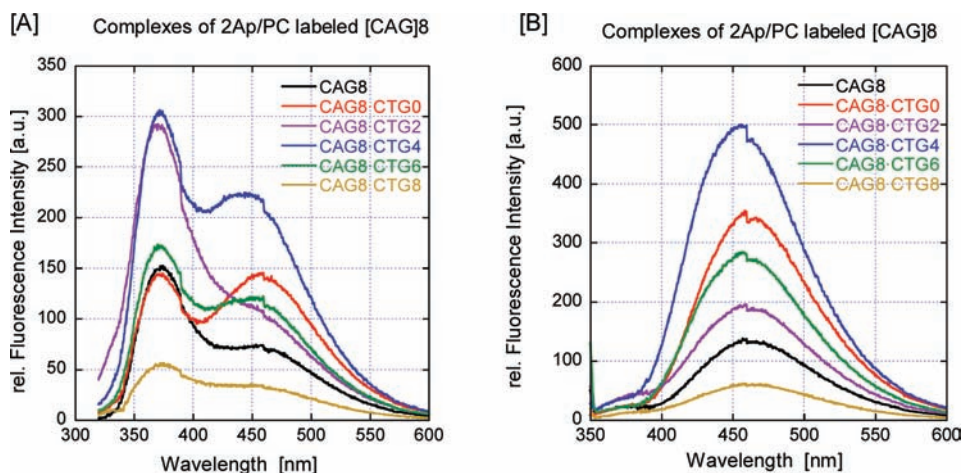 [A]
Complexes of 2Ap/PC labeled [CAG]8
rel. Fluorescence Intensity [a.u.]
350
300
250
200
150
100
50
0
CAG8
CAG8·CTG0
CAG8·CTG2
CAG8·CTG4
CAG8·CTG6
CAG8·CTG8
300 350 400 450 500 550 600
Wavelength [nm]
[B]
Complexes of 2Ap/PC labeled [CAG]8
rel. Fluorescence Intensity [a.u.]
600
500
400
300
200
100
0
CAG8
CAG8·CTG0
CAG8·CTG2
CAG8·CTG4
CAG8·CTG6
CAG8·CTG8
350 400 450 500 550 600
Wavelength [nm]